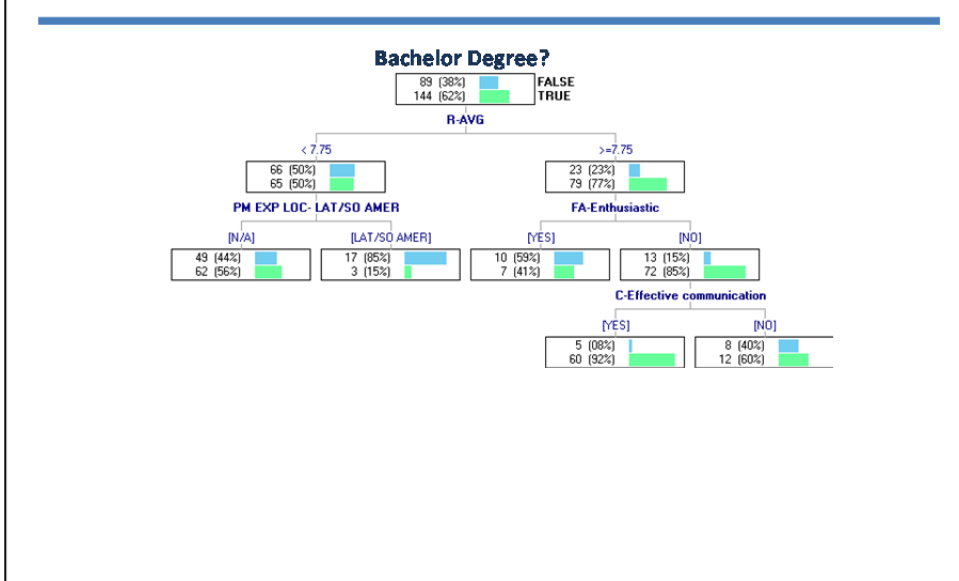 Bachelor Degree?
89 (38%) FALSE
144 (62%) TRUE
R-AVG
< 7.75 >=7.75
66 (50%) 23 (23%)
65 (50%) 79 (77%)
PM EXP LOC- LAT/SO AMER FA-Enthusiastic
[N/A] [LAT/SO AMER] [YES] [NO]
49 (44%) 17 (85%) 10 (59%) 13 (15%)
62 (56%) 3 (15%) 7 (41%) 72 (85%)
C-Effective communication
[YES] [NO]
5 (08%) 8 (40%)
60 (92%) 12 (60%)